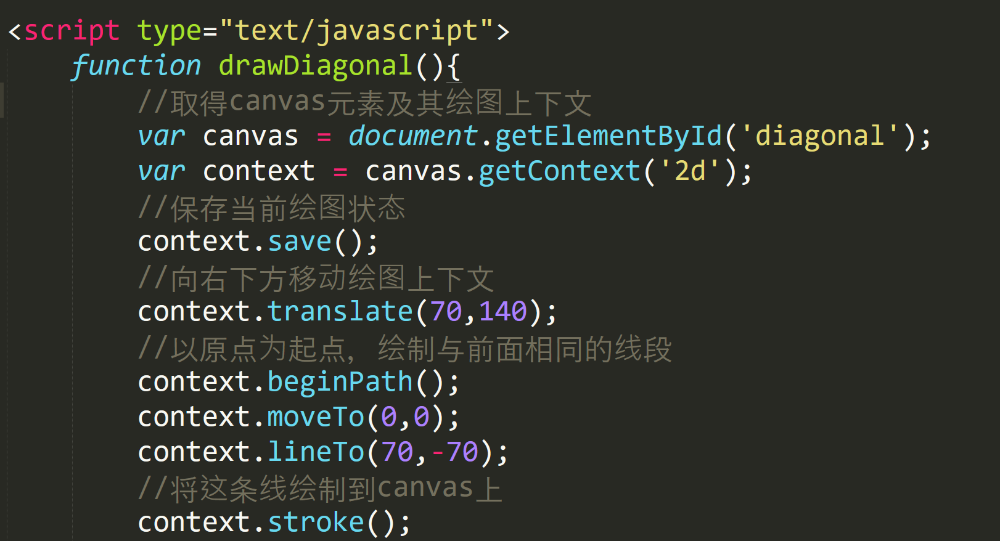 <script type="text/javascript">
function drawDiagonal(){
//取得canvas元素及其绘图上下文
var canvas = document.getElementById('diagonal');
var context = canvas.getContext('2d');
//保存当前绘图状态
context.save();
//向右下方移动绘图上下文
context.translate(70,140);
//以原点为起点，绘制与前面相同的线段
context.beginPath();
context.moveTo(0,0);
context.lineTo(70,-70);
//将这条线绘制到canvas上
context.stroke();